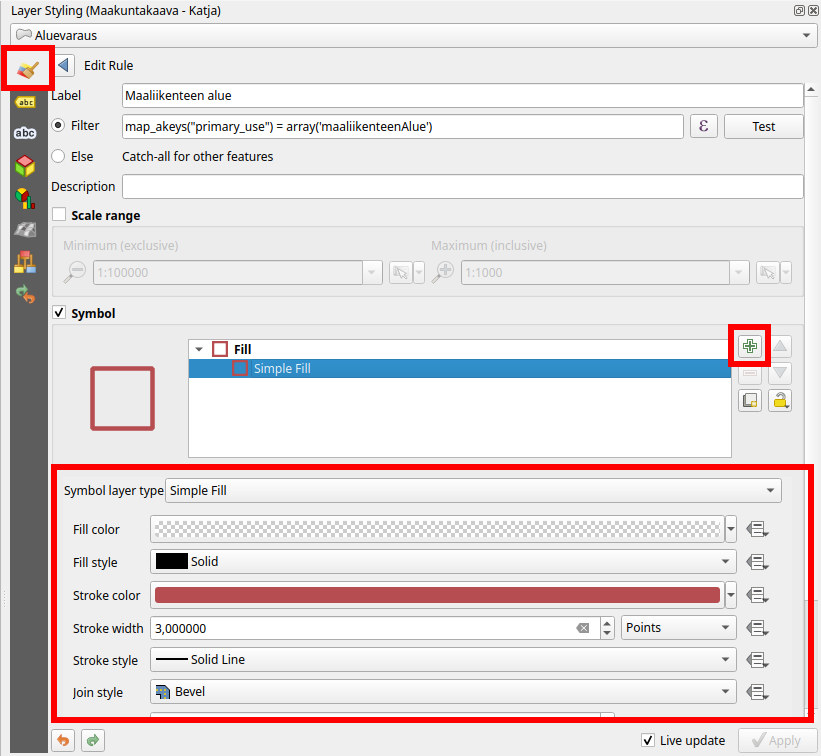 Layer Styling (Maakuntakaava - Katja)
Aluevaraus
Edit Rule
Label Maaliikenteen alue
abc
Filter map_akeys("primary_use") = array('maaliikenteenAlue') ε Test
abc
Else Catch-all for other features
Description
Scale range
Minimum (exclusive) Maximum (inclusive)
1:100000 1:1000
Symbol
Fill
Simple Fill
Symbol layer type Simple Fill
Fill color
Fill style Solid
Stroke color
Stroke width 3,000000 Points
Stroke style Solid Line
Join style Bevel
Live update Apply